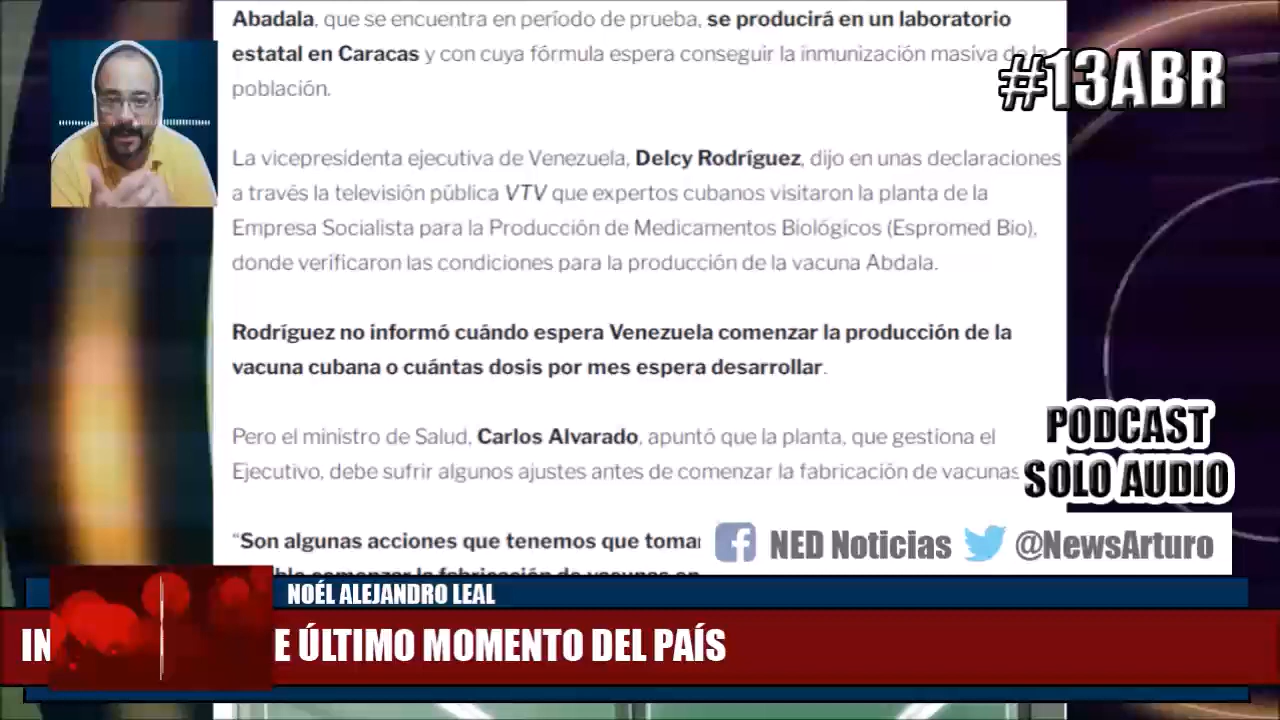 Abadala, que se encuentra en período de prueba, se producirá en un laboratorio
estatal en Caracas y con cuya fórmula espera conseguir la inmunización masiva de la
población.
#13ABR
La vicepresidenta ejecutiva de Venezuela, Delcy Rodríguez, dijo en unas declaraciones
a través la televisión pública VTV que expertos cubanos visitaron la planta de la
Empresa Socialista para la Producción de Medicamentos Biológicos (Espromed Bio),
donde verificaron las condiciones para la producción de la vacuna Abdala.
Rodríguez no informó cuándo espera Venezuela comenzar la producción de la
vacuna cubana o cuántas dosis por mes espera desarrollar.
Pero el ministro de Salud, Carlos Alvarado, apuntó que la planta, que gestiona el
Ejecutivo, debe sufrir algunos ajustes antes de comenzar la fabricación de vacunas
PODCAST
SOLO AUDIO
“Son algunas acciones que tenemos que tomar
comenzar la fabricación de vacunas en
NED Noticias @NewsArturo
NOÉL ALEJANDRO LEAL
IN E ÚLTIMO MOMENTO DEL PAÍS